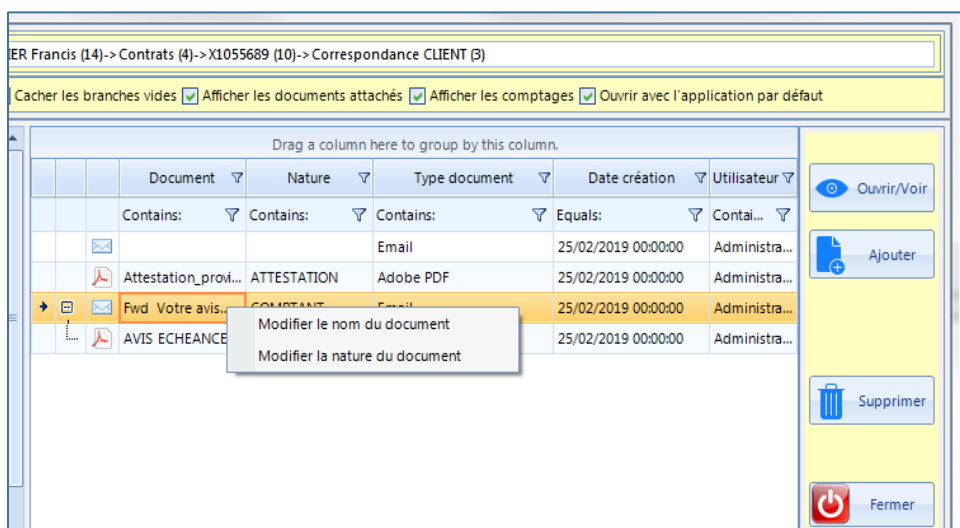 ER Francis (14)->Contrats (4)->X1055689 (10)->Correspondance CLIENT (3)
Cacher les branches vides Afficher les documents attachés Afficher les comptages Ouvrir avec l'application par défaut
Drag a column here to group by this column.
Document Nature Type document Date création Utilisateur
Contains: Contains: Contains: Equals: Contai...
Email 25/02/2019 00:00:00 Administra...
Attestation_provi... ATTESTATION Adobe PDF 25/02/2019 00:00:00 Administra...
Fwd Votre avis... COMPTANT Email 25/02/2019 00:00:00 Administra...
AVIS ECHEANCE 25/02/2019 00:00:00 Administra...
Modifier le nom du document
Modifier la nature du document
Ouvrir/Voir
Ajouter
Supprimer
Fermer